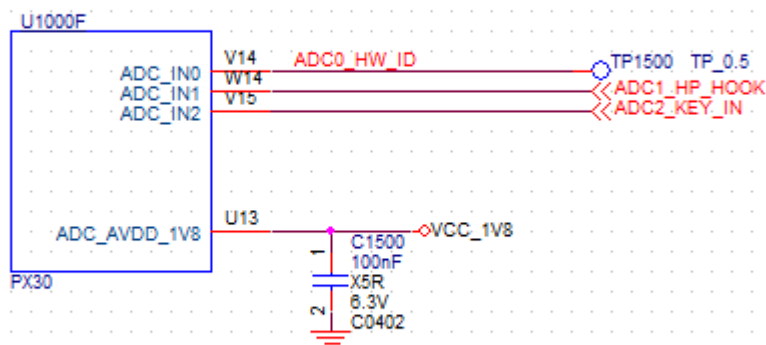 U1000F
ADC_IN0 V14 ADC0_HW_ID TP1500 TP_0.5
ADC_IN1 W14 ADC1_HP_HOOK
ADC_IN2 V15 ADC2_KEY_IN
ADC_AVDD_1V8 U13 VCC_1V8
PX30
1 C1500
100nF
X5R
2 6.3V
C0402